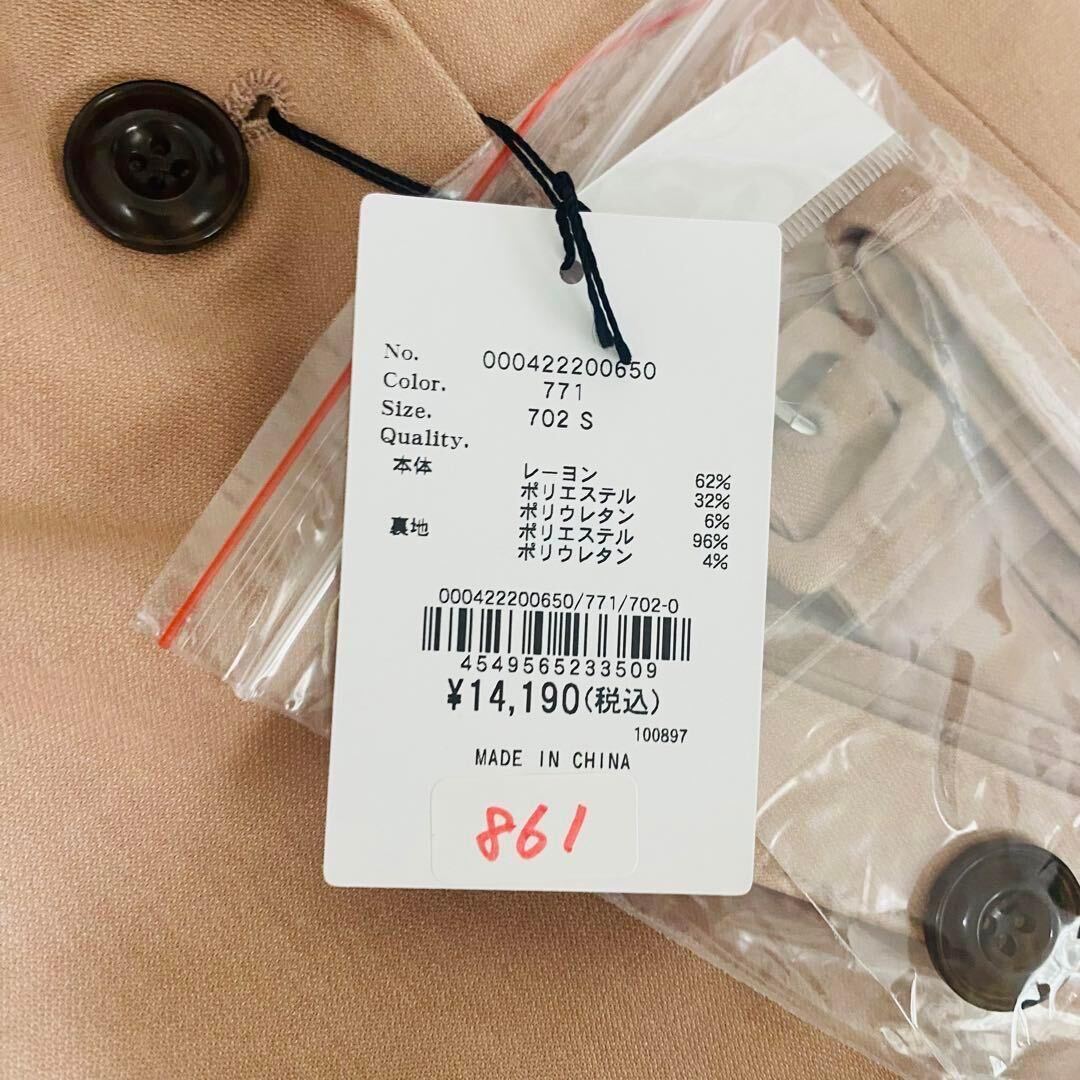 No. 000422200650
Color. 771
Size. 702 S
Quality.
本体 レーヨン 62%
ポリエステル 32%
ポリウレタン 6%
裏地 ポリエステル 96%
ポリウレタン 4%
000422200650/771/702-0
4549565233509
¥14,190(税込)
100897
MADE IN CHINA
861